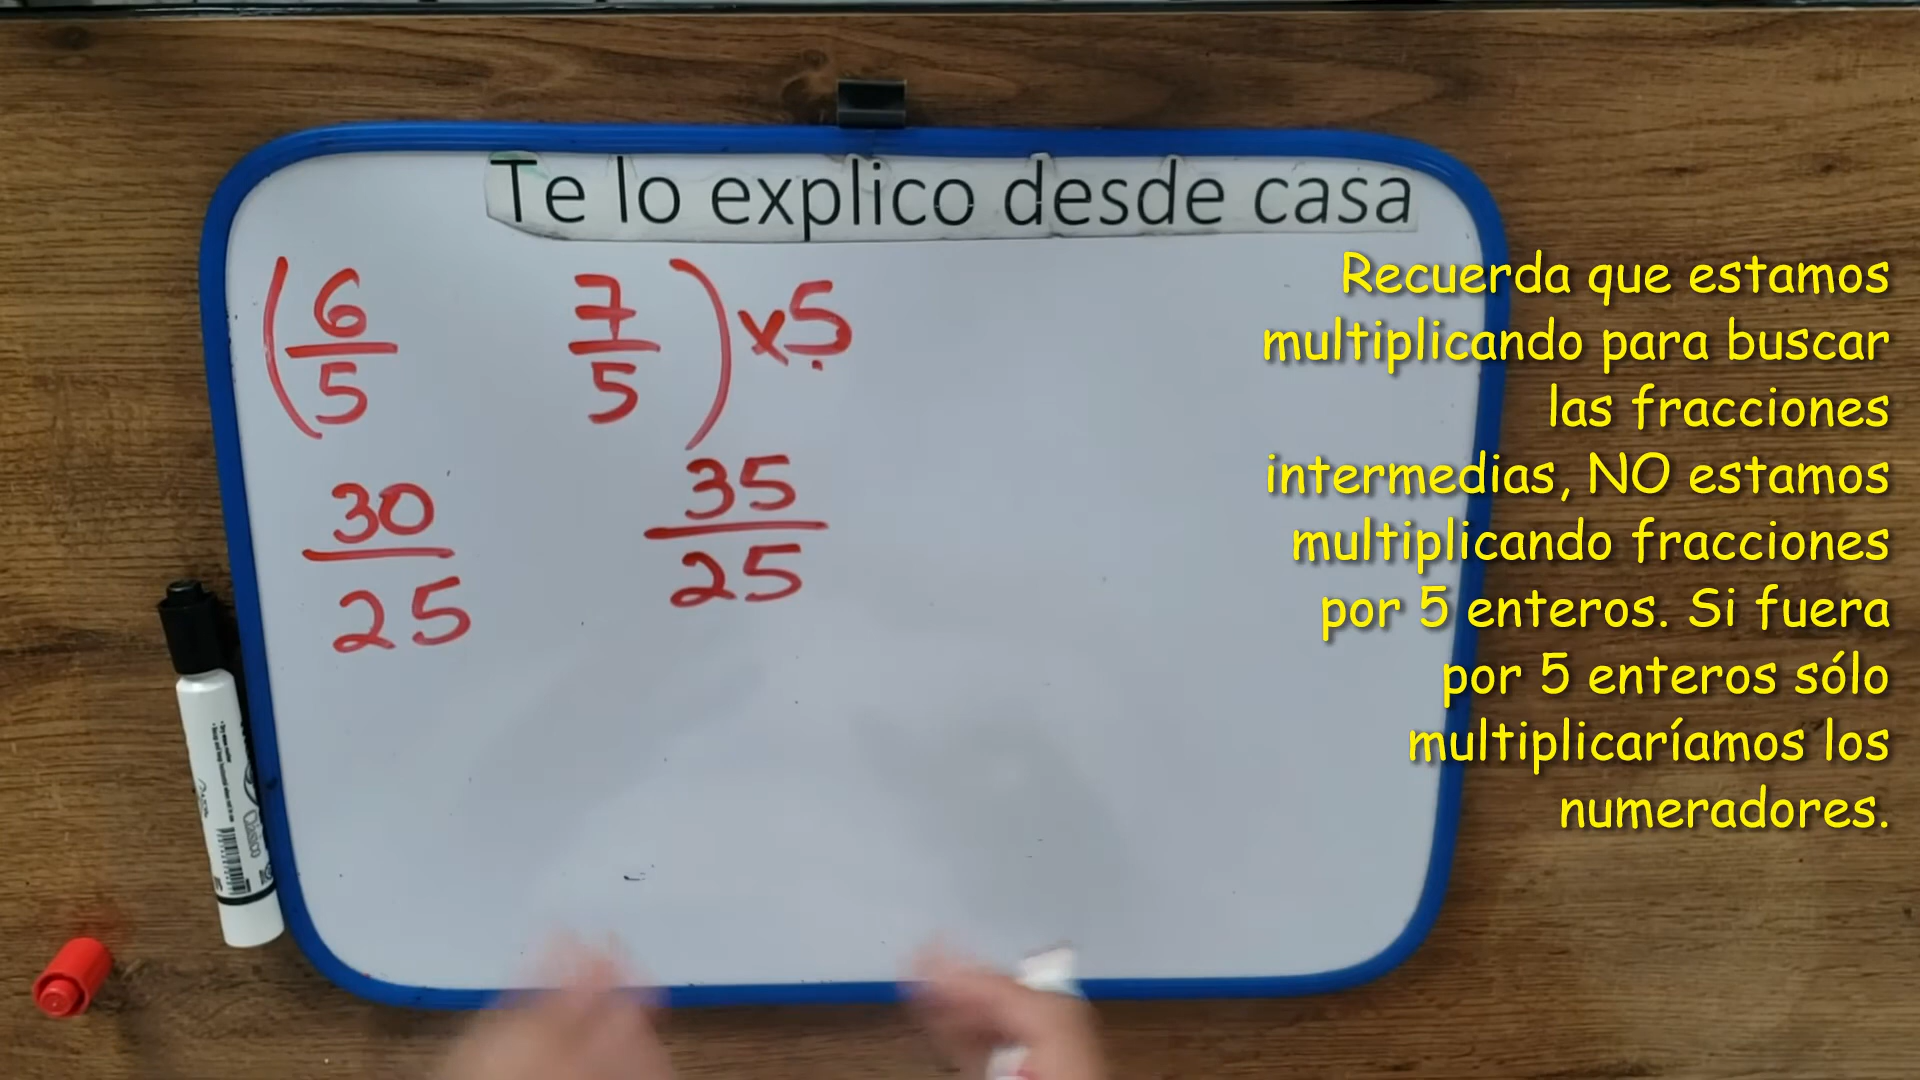 Te lo explico desde casa
( 6/5 7/5 ) x5
30/25 35/25
Recuerda que estamos
multiplicando para buscar
las fracciones
intermedias, NO estamos
multiplicando fracciones
por 5 enteros. Si fuera
por 5 enteros sólo
multiplicaríamos los
numeradores.